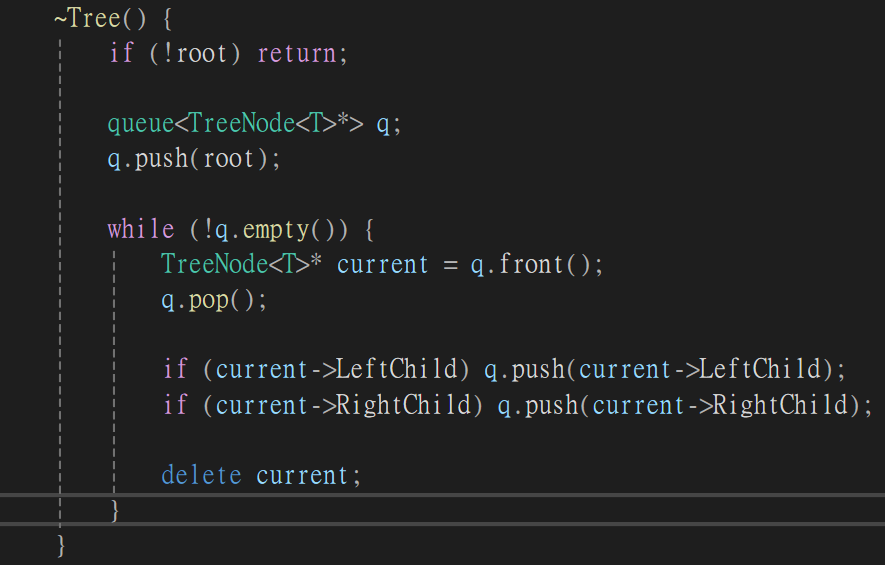 ~Tree() {
if (!root) return;
queue<TreeNode<T>*> q;
q.push(root);
while (!q.empty()) {
TreeNode<T>* current = q.front();
q.pop();
if (current->LeftChild) q.push(current->LeftChild);
if (current->RightChild) q.push(current->RightChild);
delete current;
}
}